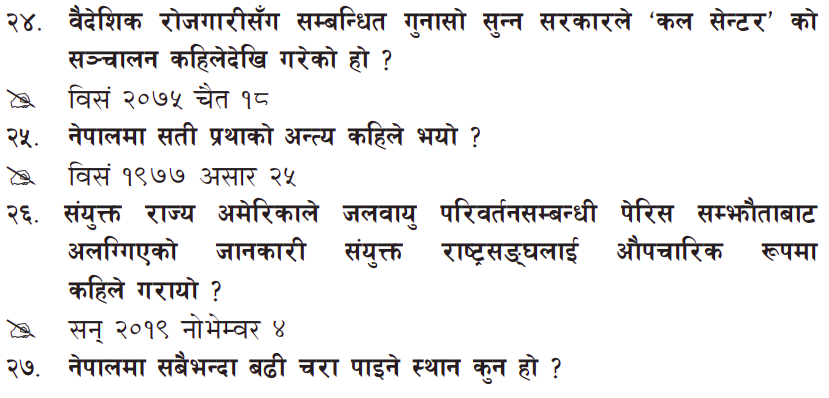 २४. वैदेशिक रोजगारीसँग सम्बन्धित गुनासो सुन्न सरकारले ‘कल सेन्टर’ को
सञ्चालन कहिलेदेखि गरेको हो ?
विसं २०७५ चैत १८
२५. नेपालमा सती प्रथाको अन्त्य कहिले भयो ?
विसं १९७७ असार २५
२६. संयुक्त राज्य अमेरिकाले जलवायु परिवर्तनसम्बन्धी पेरिस सम्झौताबाट
अलग्गिएको जानकारी संयुक्त राष्ट्रसङ्घलाई औपचारिक रूपमा
कहिले गरायो ?
सन् २०१९ नोभेम्वर ४
२७. नेपालमा सबैभन्दा बढी चरा पाइने स्थान कुन हो ?